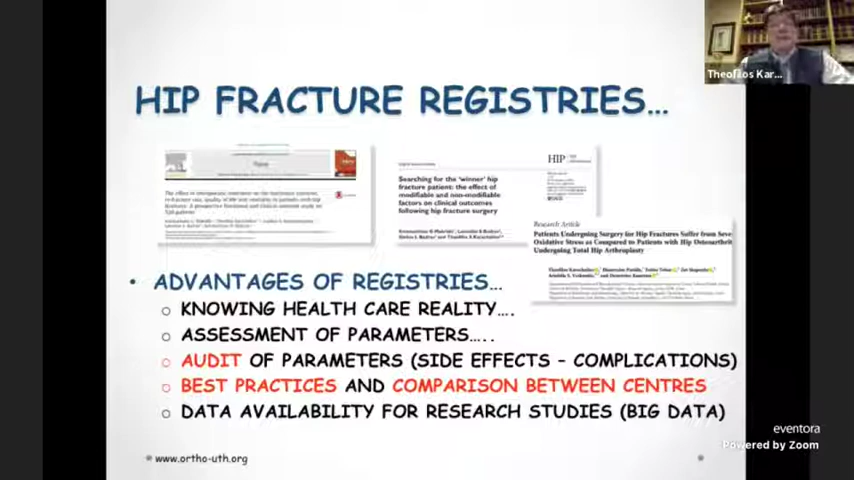 Theofilos Kar...
HIP FRACTURE REGISTRIES...
HIP
Searching for the 'winner' hip
fracture patient: the effect of
modifiable and non-modifiable
factors on clinical outcomes
following hip fracture surgery
Research Article
Patients Undergoing Surgery for Hip Fractures Suffer from Seve
Oxidative Stress as Compared to Patients with Hip Osteoarthrit
Undergoing Total Hip Arthroplasty
• ADVANTAGES OF REGISTRIES...
o KNOWING HEALTH CARE REALITY....
o ASSESSMENT OF PARAMETERS.....
o AUDIT OF PARAMETERS (SIDE EFFECTS - COMPLICATIONS)
o BEST PRACTICES AND COMPARISON BETWEEN CENTRES
o DATA AVAILABILITY FOR RESEARCH STUDIES (BIG DATA)
eventora
Powered by Zoom
www.ortho-uth.org